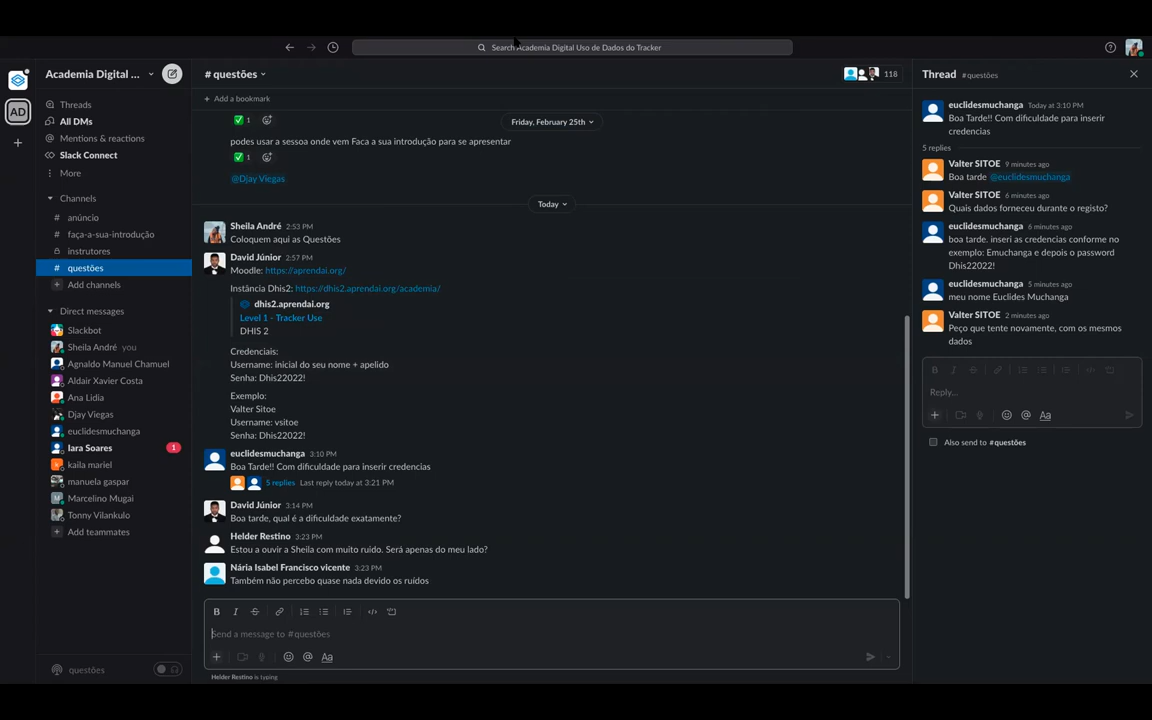 Search Academia Digital Uso de Dados do Tracker
Academia Digital ...
AD
Threads
All DMs
Mentions & reactions
Slack Connect
More
Channels
# anúncio
# faça-a-sua-introdução
instrutores
# questões
+ Add channels
Direct messages
Slackbot
Sheila André you
Agnaldo Manuel Chamuel
Aldair Xavier Costa
Ana Lidia
Djay Viegas
euclidesmuchanga
Iara Soares 1
kaila mariel
manuela gaspar
Marcelino Mugai
Tonny Vilankulo
+ Add teammates
questões
# questões
118
+ Add a bookmark
1
Friday, February 25th
podes usar a sessoa onde vem Faca a sua introdução para se apresentar
1
@Djay Viegas
Today
Sheila André 2:53 PM
Coloquem aqui as Questões
David Júnior 2:57 PM
Moodle: https://aprendai.org/
Instância Dhis2: https://dhis2.aprendai.org/academia/
dhis2.aprendai.org
Level 1 - Tracker Use
DHIS 2
Credenciais:
Username: inicial do seu nome + apelido
Senha: Dhis22022!
Exemplo:
Valter Sitoe
Username: vsitoe
Senha: Dhis22022!
euclidesmuchanga 3:10 PM
Boa Tarde!! Com dificuldade para inserir credencias
5 replies Last reply today at 3:21 PM
David Júnior 3:14 PM
Boa tarde, qual é a dificuldade exatamente?
Helder Restino 3:23 PM
Estou a ouvir a Sheila com muito ruido. Será apenas do meu lado?
Nária Isabel Francisco vicente 3:23 PM
Também não percebo quase nada devido os ruídos
Send a message to #questões
Helder Restino is typing
Thread #questões
euclidesmuchanga Today at 3:10 PM
Boa Tarde!! Com dificuldade para inserir
credencias
5 replies
Valter SITOE 9 minutes ago
Boa tarde @euclidesmuchanga
Valter SITOE 6 minutes ago
Quais dados forneceu durante o registo?
euclidesmuchanga 6 minutes ago
boa tarde. inseri as credencias conforme no
exemplo: Emuchanga e depois o password
Dhis22022!
euclidesmuchanga 5 minutes ago
meu nome Euclides Muchanga
Valter SITOE 2 minutes ago
Peço que tente novamente, com os mesmos
dados
Reply...
Also send to #questões